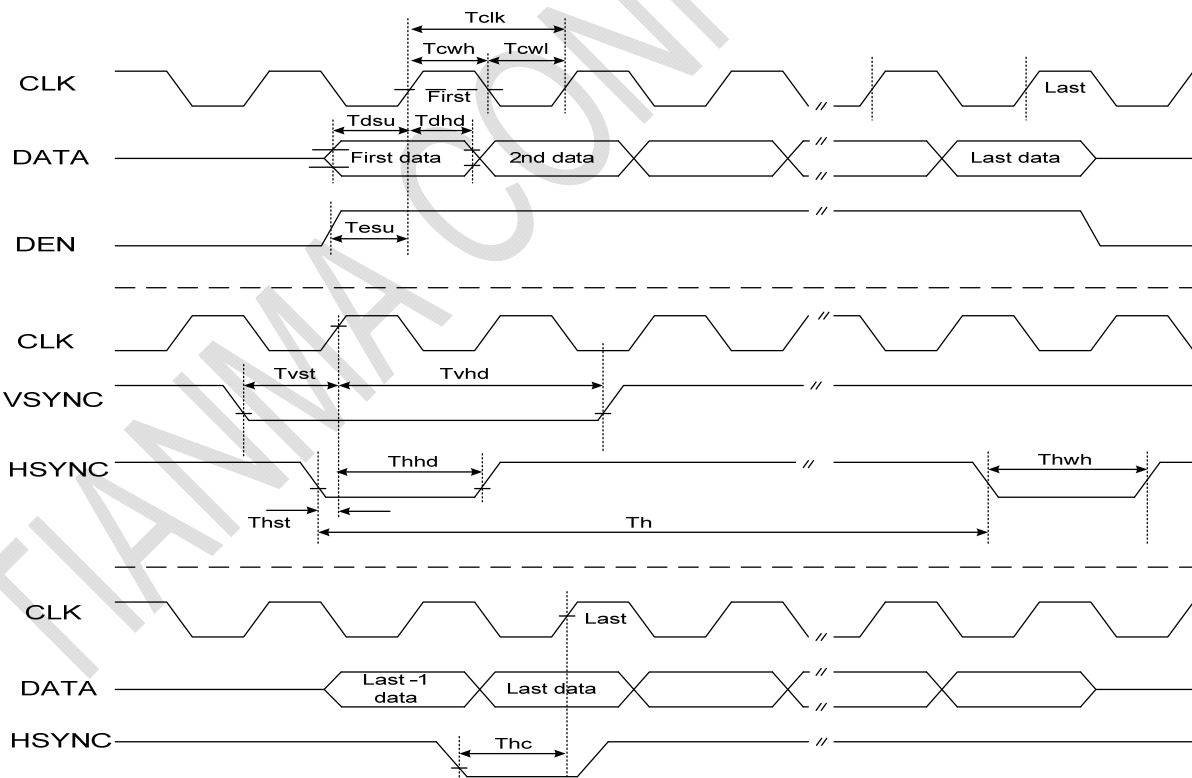 Tclk
Tcwh Tcwl
CLK First Last
Tdsu Tdhd
DATA First data 2nd data // Last data
DEN Tesu //
CLK //
Tvst Tvhd
VSYNC //
HSYNC Thhd // Thwh
Thst Th
CLK Last //
DATA Last -1 data Last data //
HSYNC Thc //
TIANMA CONF